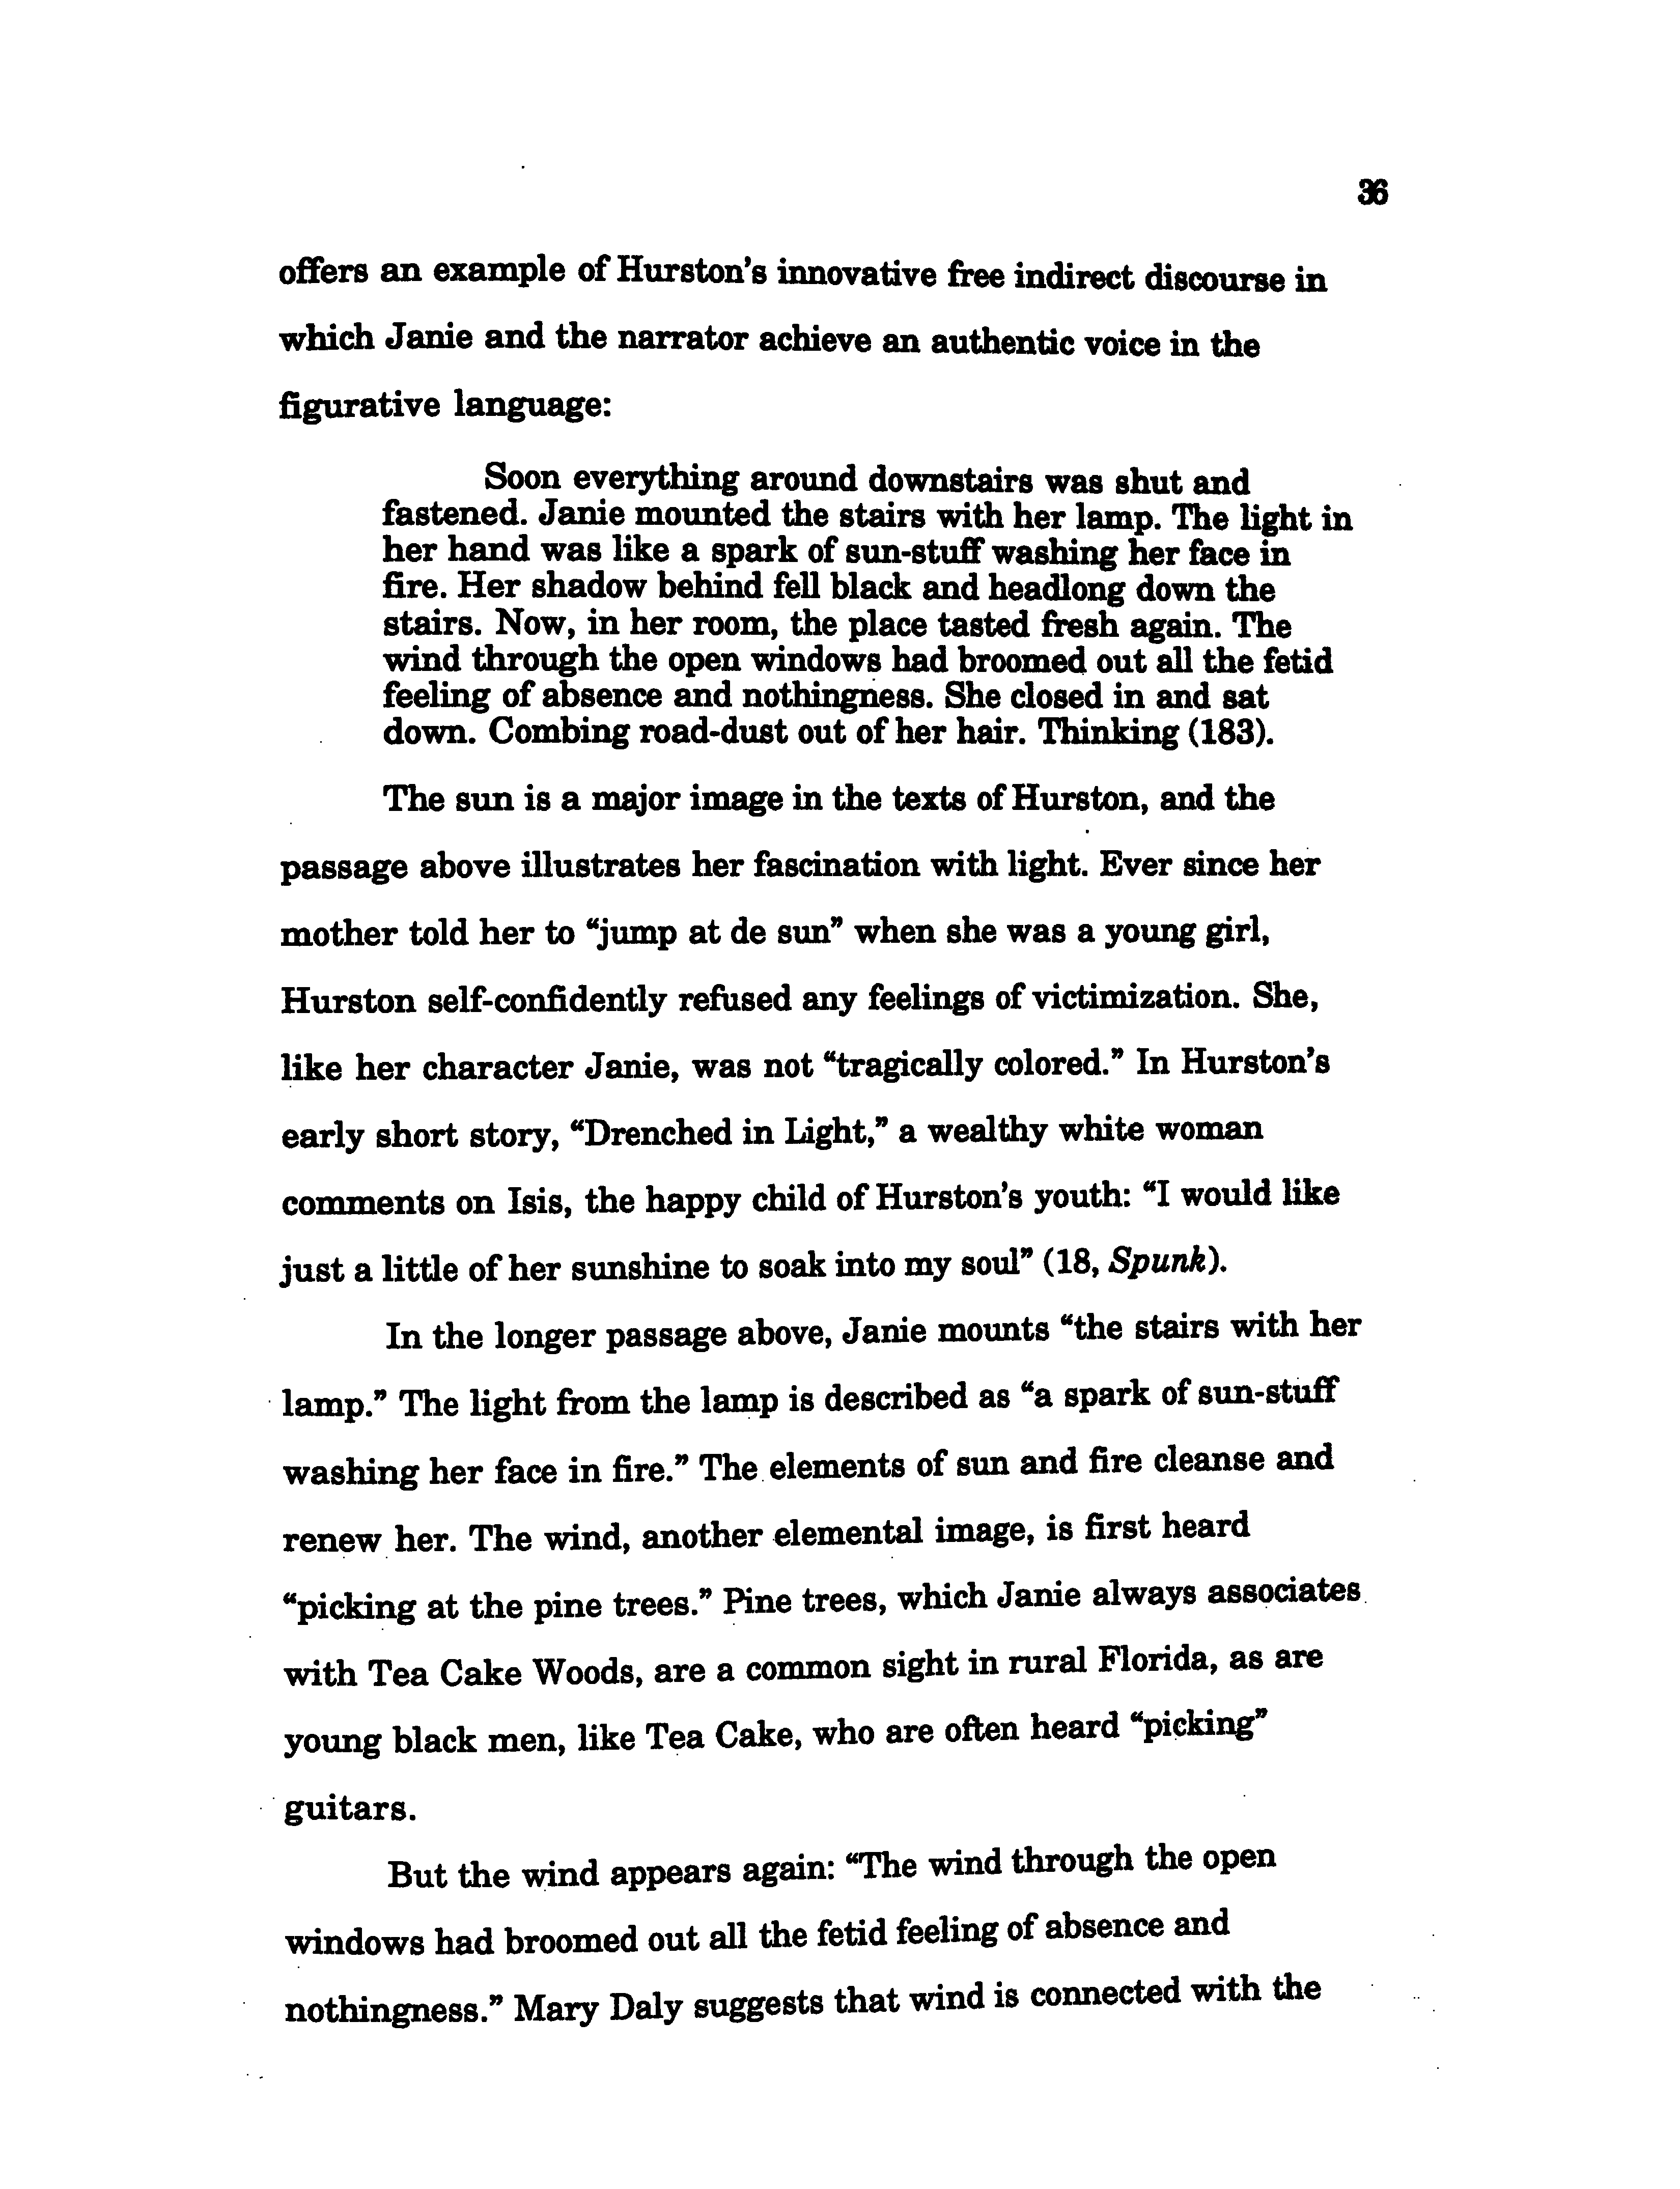 36
offers an example of Hurston's innovative free indirect discourse in
which Janie and the narrator achieve an authentic voice in the
figurative language:
Soon everything around downstairs was shut and
fastened. Janie mounted the stairs with her lamp. The light in
her hand was like a spark of sun-stuff washing her face in
fire. Her shadow behind fell black and headlong down the
stairs. Now, in her room, the place tasted fresh again. The
wind through the open windows had broomed out all the fetid
feeling of absence and nothingness. She closed in and sat
down. Combing road-dust out of her hair. Thinking (183).
The sun is a major image in the texts of Hurston, and the
passage above illustrates her fascination with light. Ever since her
mother told her to “jump at de sun” when she was a young girl,
Hurston self-confidently refused any feelings of victimization. She,
like her character Janie, was not “tragically colored.” In Hurston's
early short story, “Drenched in Light,” a wealthy white woman
comments on Isis, the happy child of Hurston's youth: “I would like
just a little of her sunshine to soak into my soul” (18, Spunk).
In the longer passage above, Janie mounts “the stairs with her
lamp.” The light from the lamp is described as “a spark of sun-stuff
washing her face in fire.” The elements of sun and fire cleanse and
renew her. The wind, another elemental image, is first heard
“picking at the pine trees.” Pine trees, which Janie always associates
with Tea Cake Woods, are a common sight in rural Florida, as are
young black men, like Tea Cake, who are often heard “picking”
guitars.
But the wind appears again: “The wind through the open
windows had broomed out all the fetid feeling of absence and
nothingness.” Mary Daly suggests that wind is connected with the